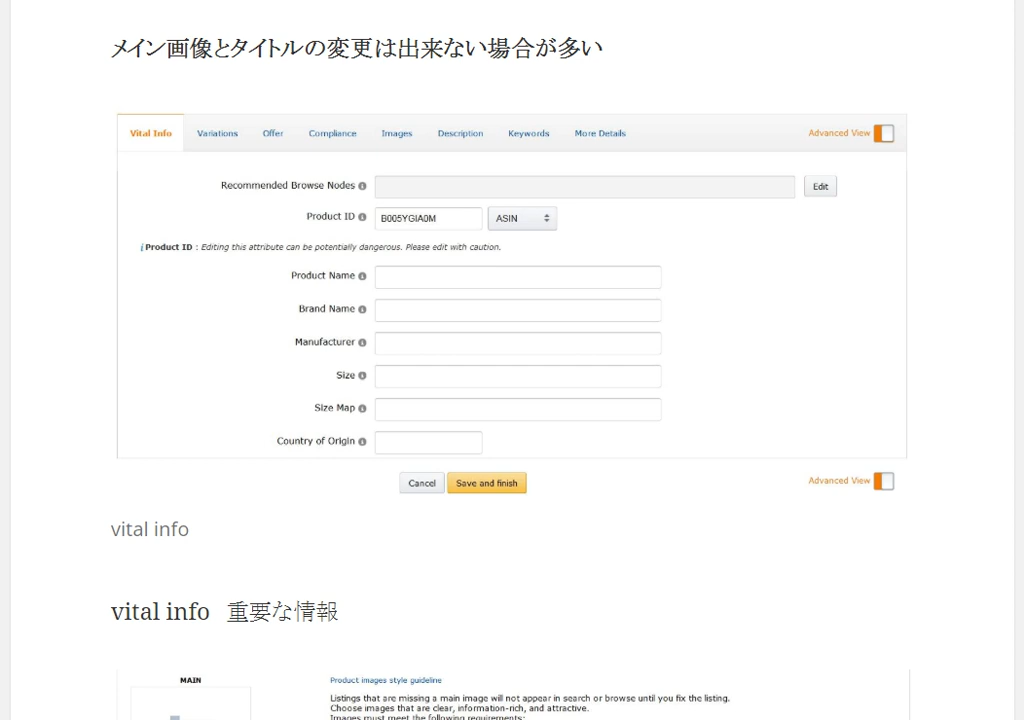 メイン画像とタイトルの変更は出来ない場合が多い
Vital Info Variations Offer Compliance Images Description Keywords More Details Advanced View
Recommended Browse Nodes Edit
Product ID B005YGIA0M ASIN
Product ID : Editing this attribute can be potentially dangerous. Please edit with caution.
Product Name
Brand Name
Manufacturer
Size
Size Map
Country of Origin
Cancel Save and finish Advanced View
vital info
vital info 重要な情報
MAIN Product images style guideline
Listings that are missing a main image will not appear in search or browse until you fix the listing.
Choose images that are clear, information-rich, and attractive.
Images must meet the following requirements: